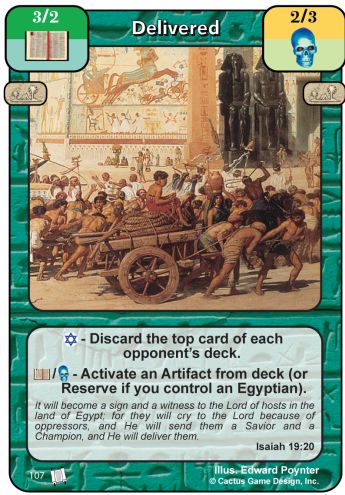 3/2
Delivered
2/3
- Discard the top card of each
opponent's deck.
/ - Activate an Artifact from deck (or
Reserve if you control an Egyptian).
It will become a sign and a witness to the Lord of hosts in the
land of Egypt; for they will cry to the Lord because of
oppressors, and He will send them a Savior and a
Champion, and He will deliver them.
Isaiah 19:20
107
Illus. Edward Poynter
© Cactus Game Design, Inc.